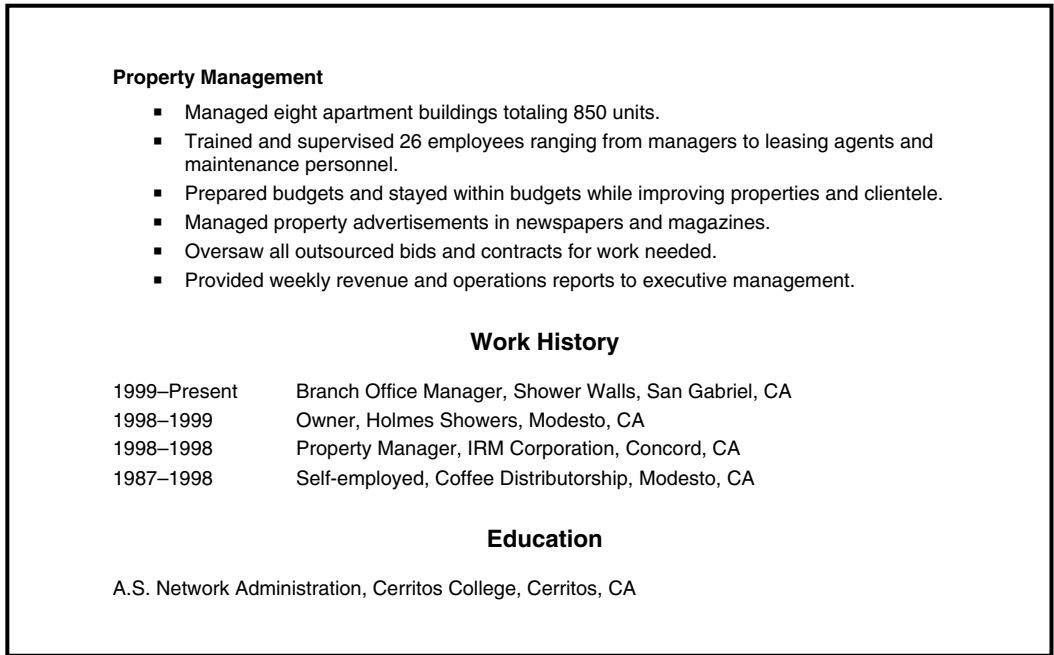 Property Management
▪ Managed eight apartment buildings totaling 850 units.
▪ Trained and supervised 26 employees ranging from managers to leasing agents and
maintenance personnel.
▪ Prepared budgets and stayed within budgets while improving properties and clientele.
▪ Managed property advertisements in newspapers and magazines.
▪ Oversaw all outsourced bids and contracts for work needed.
▪ Provided weekly revenue and operations reports to executive management.
Work History
1999–Present Branch Office Manager, Shower Walls, San Gabriel, CA
1998–1999 Owner, Holmes Showers, Modesto, CA
1998–1998 Property Manager, IRM Corporation, Concord, CA
1987–1998 Self-employed, Coffee Distributorship, Modesto, CA
Education
A.S. Network Administration, Cerritos College, Cerritos, CA